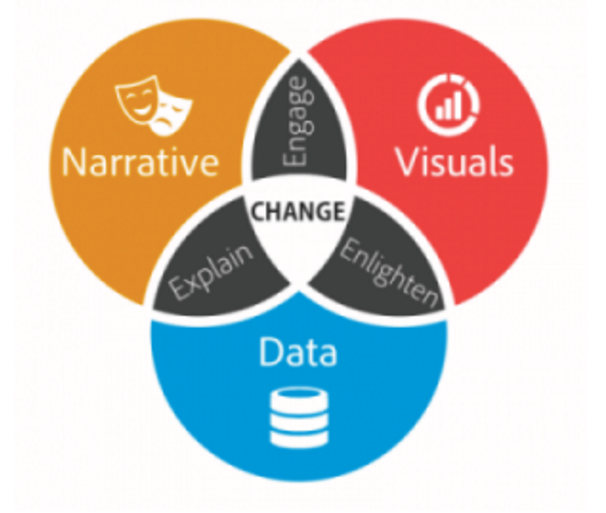 Engage
Narrative
Visuals
CHANGE
Explain
Enlighten
Data